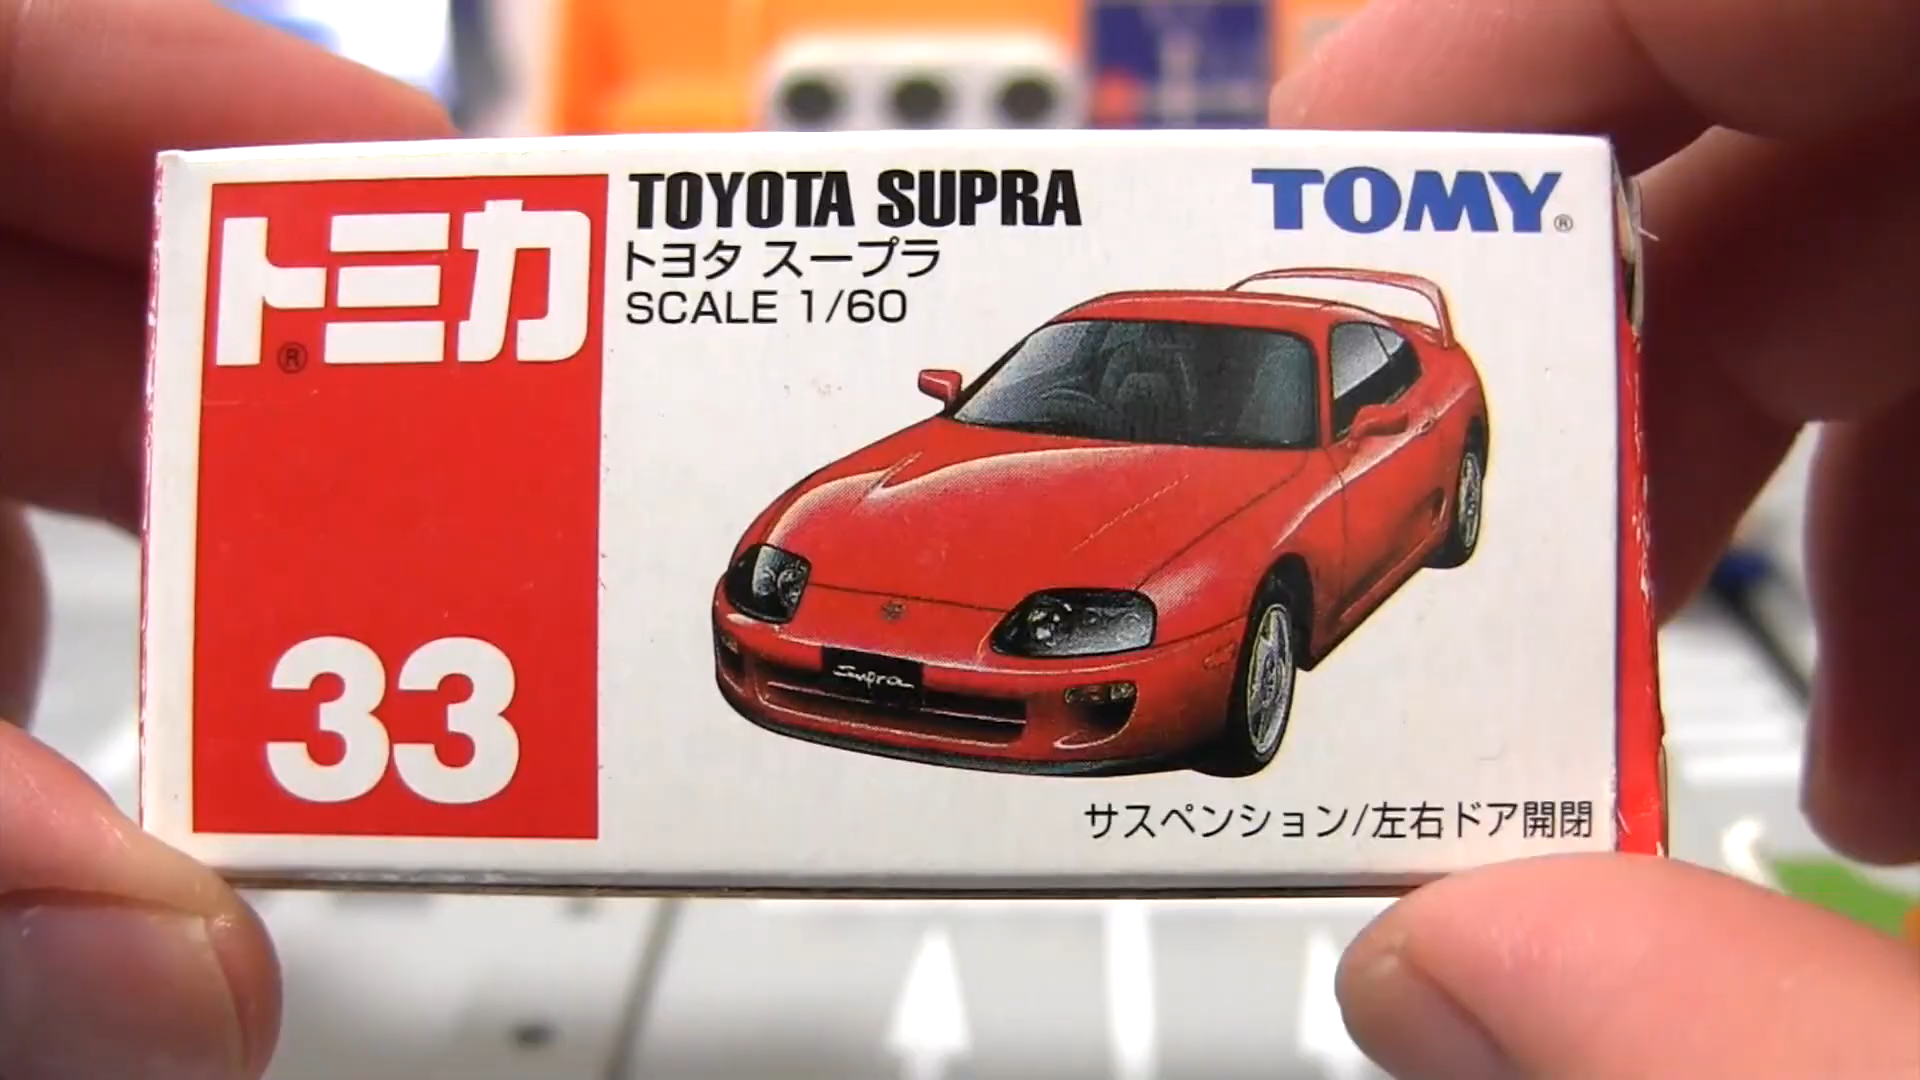 トミカ®
33
TOYOTA SUPRA
トヨタ スープラ
SCALE 1/60
TOMY®
Supra
サスペンション/左右ドア開閉